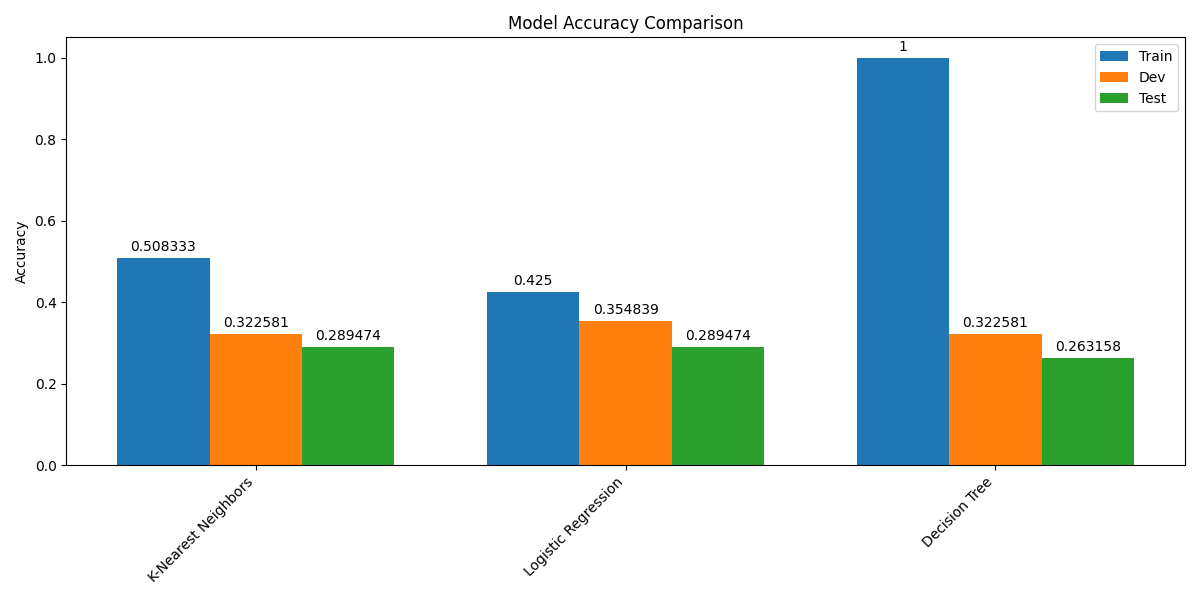 Model Accuracy Comparison
Accuracy
1.0
0.8
0.6
0.4
0.2
0.0
0.508333
0.322581
0.289474
0.425
0.354839
0.289474
1
0.322581
0.263158
Train
Dev
Test
K-Nearest Neighbors
Logistic Regression
Decision Tree